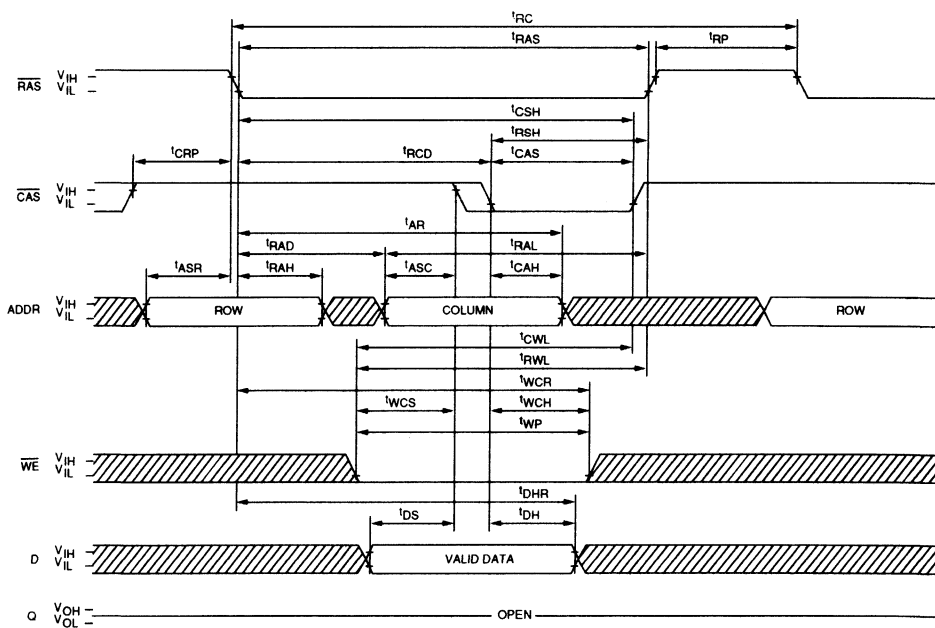 tRC
tRAS
tRP
RAS VIH
VIL
tCSH
tRSH
tCRP tRCD tCAS
CAS VIH
VIL
tAR
tRAD tRAL
tASR tRAH tASC tCAH
ADDR VIH
VIL
ROW COLUMN ROW
tCWL
tRWL
tWCR
tWCS tWCH
tWP
WE VIH
VIL
tDHR
tDS tDH
D VIH
VIL
VALID DATA
Q VOH
VOL
OPEN